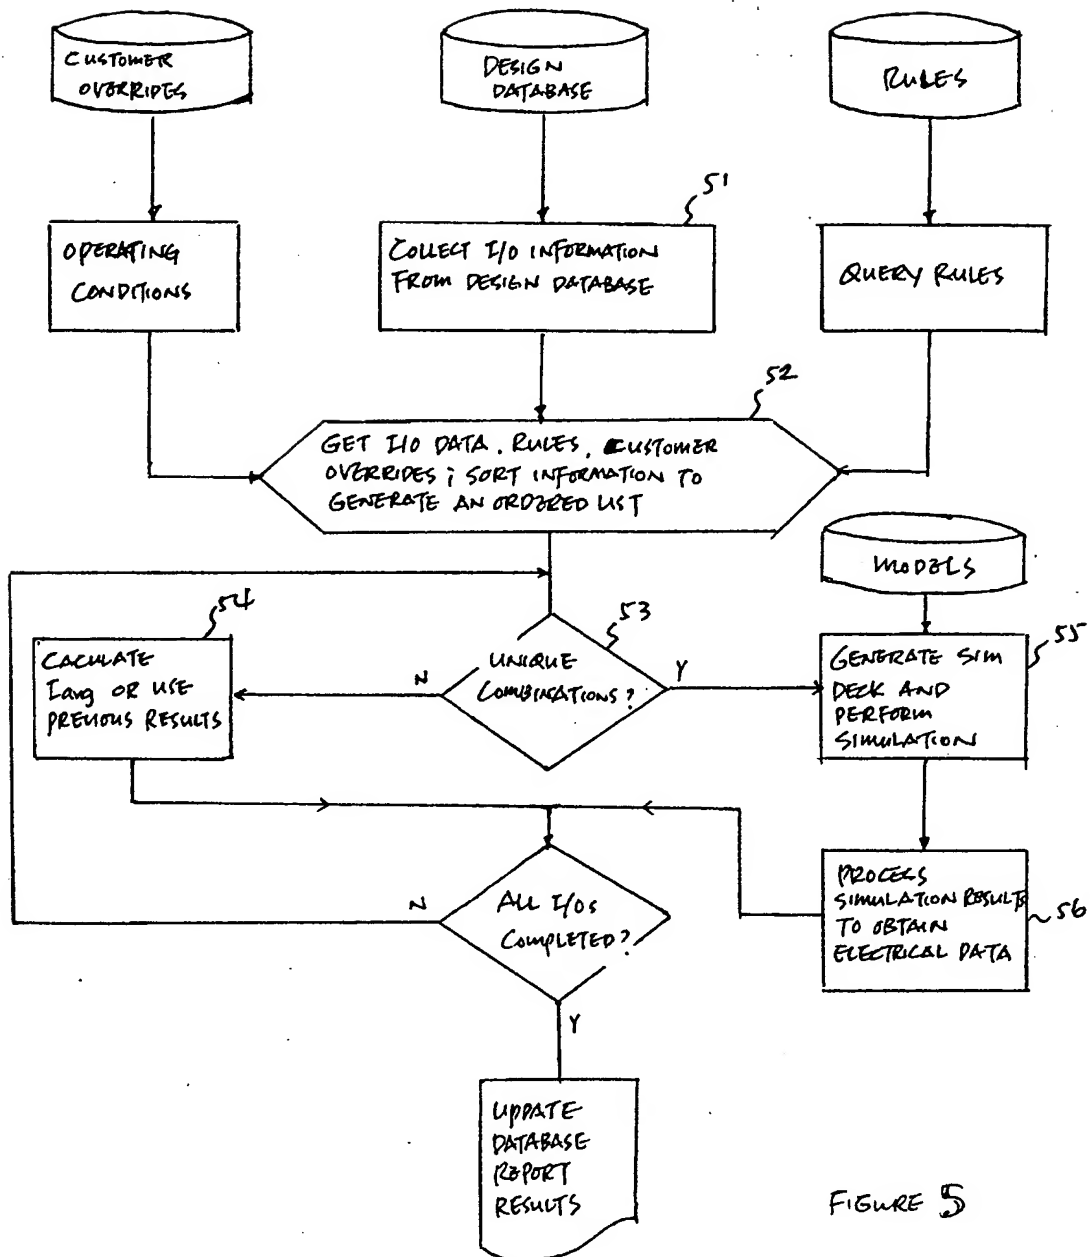 CUSTOMER
OVERRIDES
DESIGN
DATABASE
RULES
51
OPERATING
CONDITIONS
COLLECT I/O INFORMATION
FROM DESIGN DATABASE
QUERY RULES
52
GET I/O DATA, RULES, CUSTOMER
OVERRIDES; SORT INFORMATION TO
GENERATE AN ORDERED LIST
MODELS
54
53
55
CACULATE
Iavg OR USE
PREVIOUS RESULTS
N
UNIQUE
COMBINATIONS?
Y
GENERATE SIM
DECK AND
PERFORM
SIMULATION
N
ALL I/OS
COMPLETED?
PROCESS
SIMULATION RESULTS
TO OBTAIN
ELECTRICAL DATA
56
Y
UPDATE
DATABASE
REPORT
RESULTS
FIGURE 5